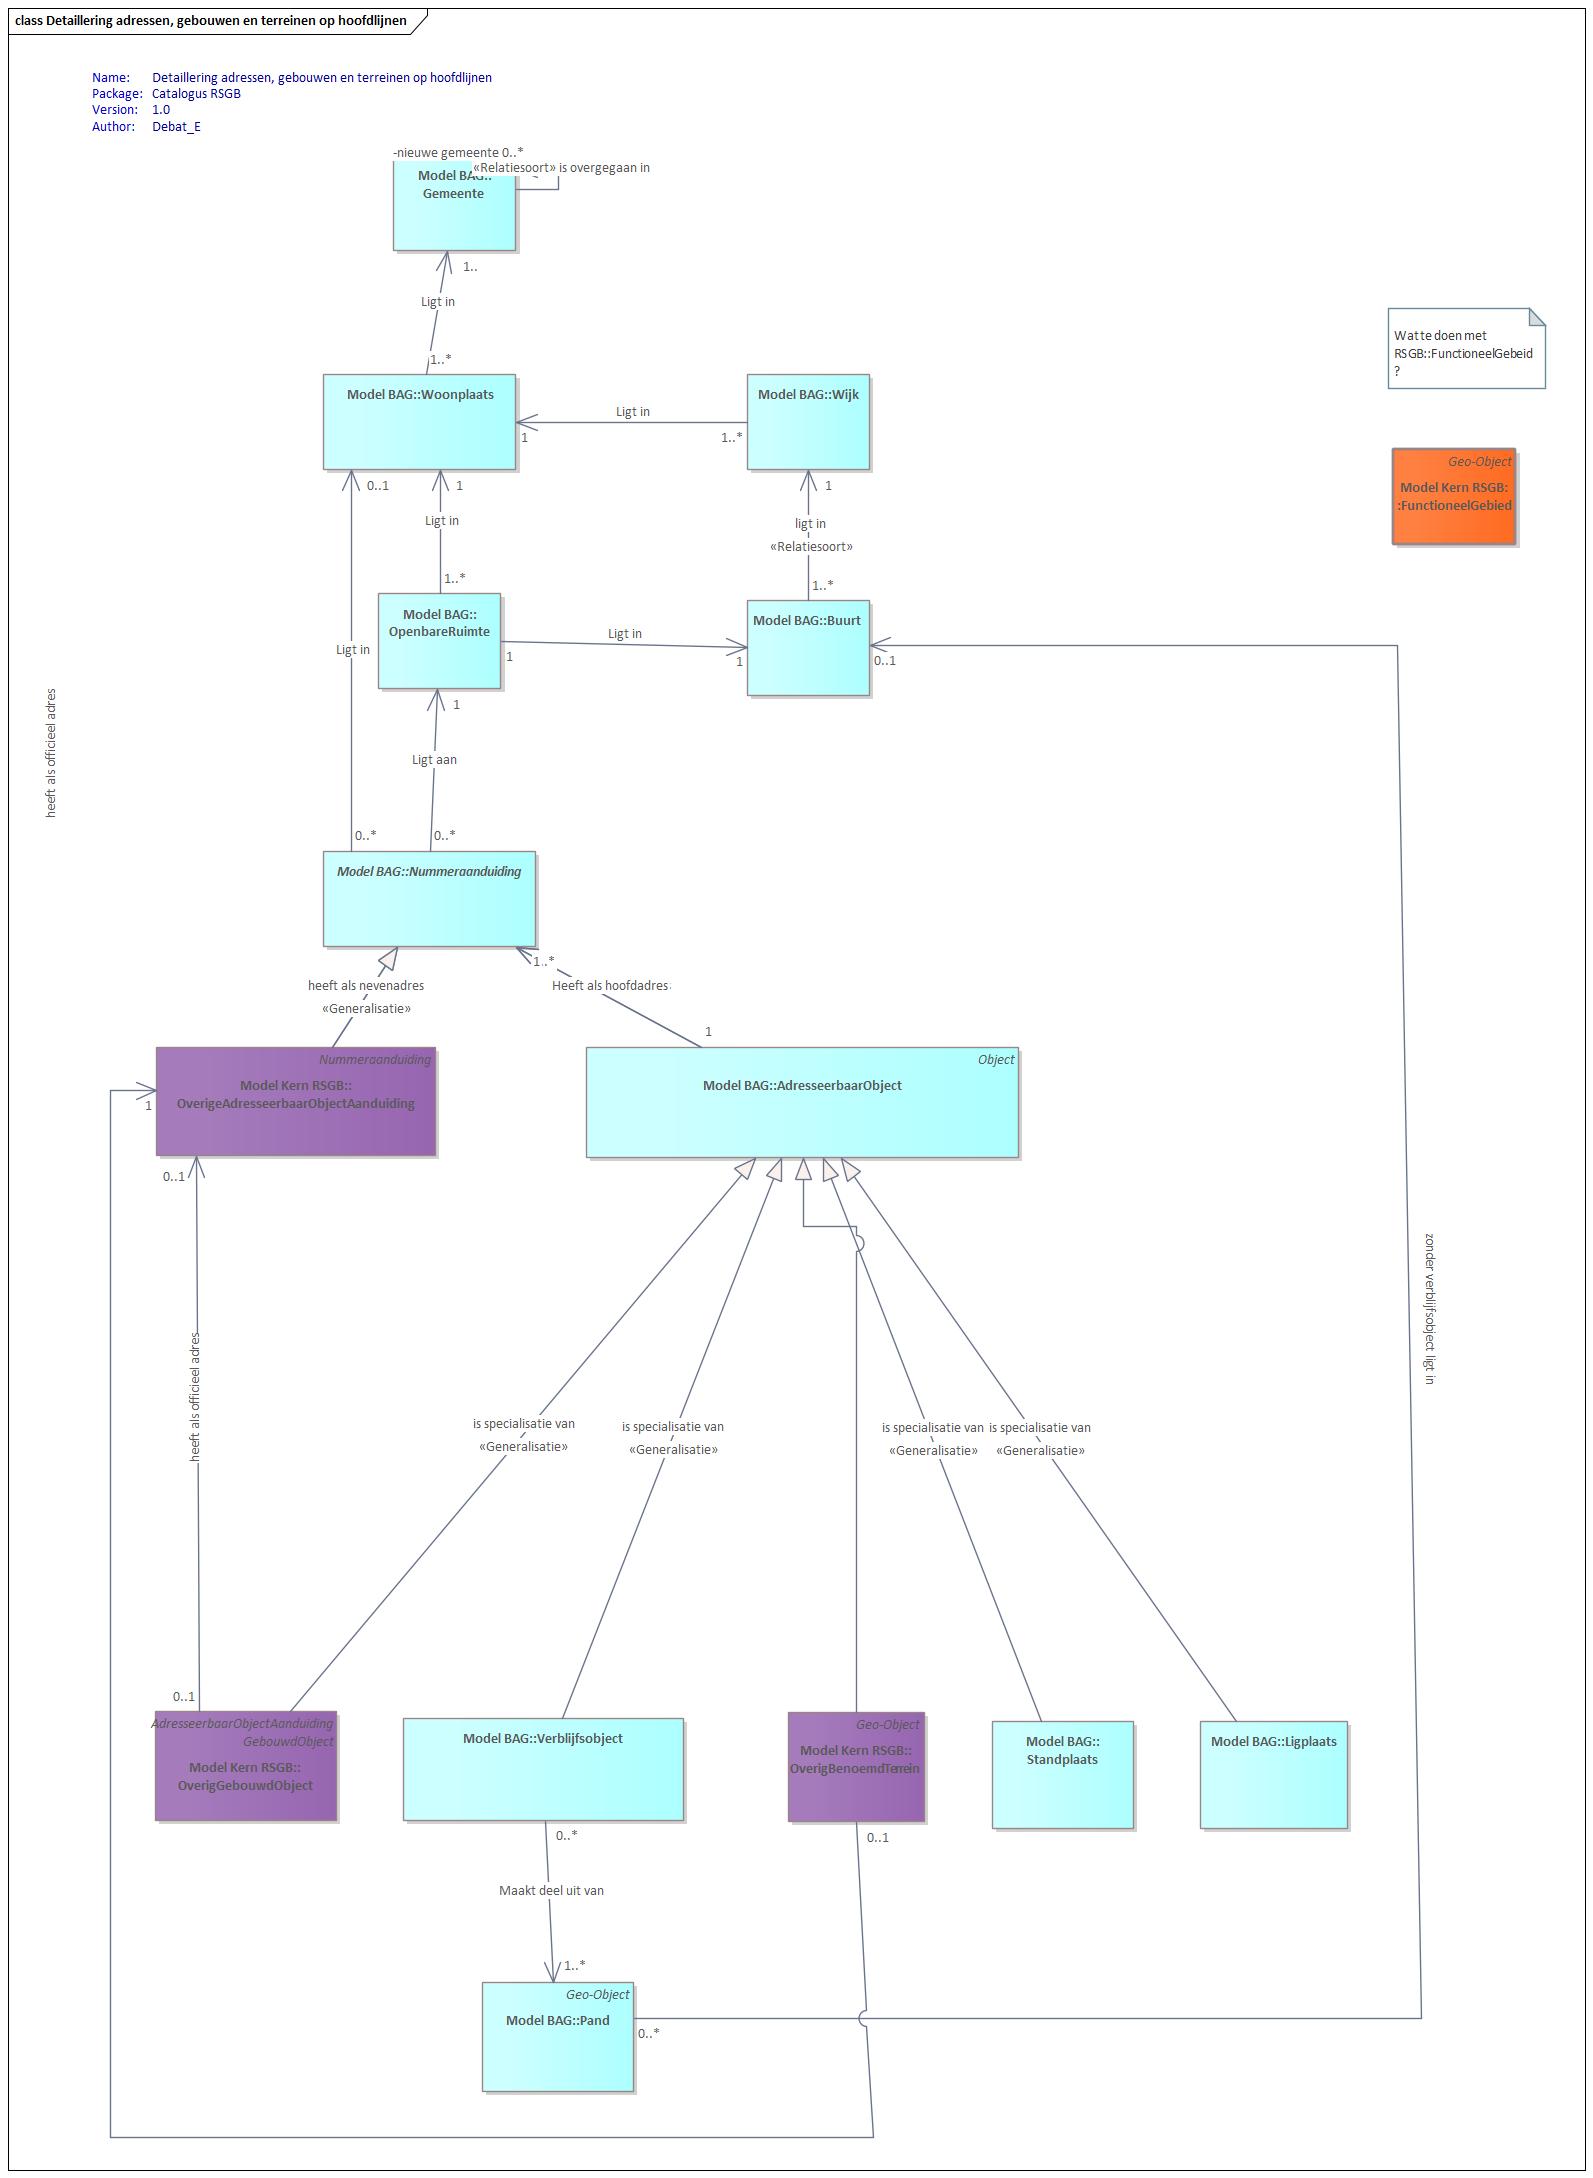 class Detaillering adressen, gebouwen en terreinen op hoofdlijnen
Name: Detaillering adressen, gebouwen en terreinen op hoofdlijnen
Package: Catalogus RSGB
Version: 1.0
Author: Debat_E
-nieuwe gemeente 0..*
«Relatiesoort» is overgegaan in
Model BAG::
Gemeente
1..
Ligt in
1..*
Wat te doen met
RSGB::FunctioneelGebeid
?
Model BAG::Woonplaats
Model BAG::Wijk
Ligt in
1
1..*
Geo-Object
Model Kern RSGB:
:FunctioneelGebied
0..1
1
1
Ligt in
ligt in
«Relatiesoort»
1..*
1..*
Model BAG::
OpenbareRuimte
Model BAG::Buurt
Ligt in
Ligt in
1
1
0..1
heeft als officieel adres
1
Ligt aan
0..*
0..*
Model BAG::Nummeraanduiding
1..*
heeft als nevenadres
«Generalisatie»
Heeft als hoofdadres
1
Nummeraanduiding
Model Kern RSGB::
OverigeAdresseerbaarObjectAanduiding
Object
Model BAG::AdresseerbaarObject
1
0..1
zonder verblijfsobject ligt in
heeft als officieel adres
is specialisatie van
«Generalisatie»
is specialisatie van
«Generalisatie»
is specialisatie van
«Generalisatie»
is specialisatie van
«Generalisatie»
0..1
AdresseerbaarObjectAanduiding
GebouwdObject
Model Kern RSGB::
OverigGebouwdObject
Model BAG::Verblijfsobject
Geo-Object
Model Kern RSGB::
OverigBenoemdTerrein
Model BAG::
Standplaats
Model BAG::Ligplaats
0..*
0..1
Maakt deel uit van
1..*
Geo-Object
Model BAG::Pand
0..*